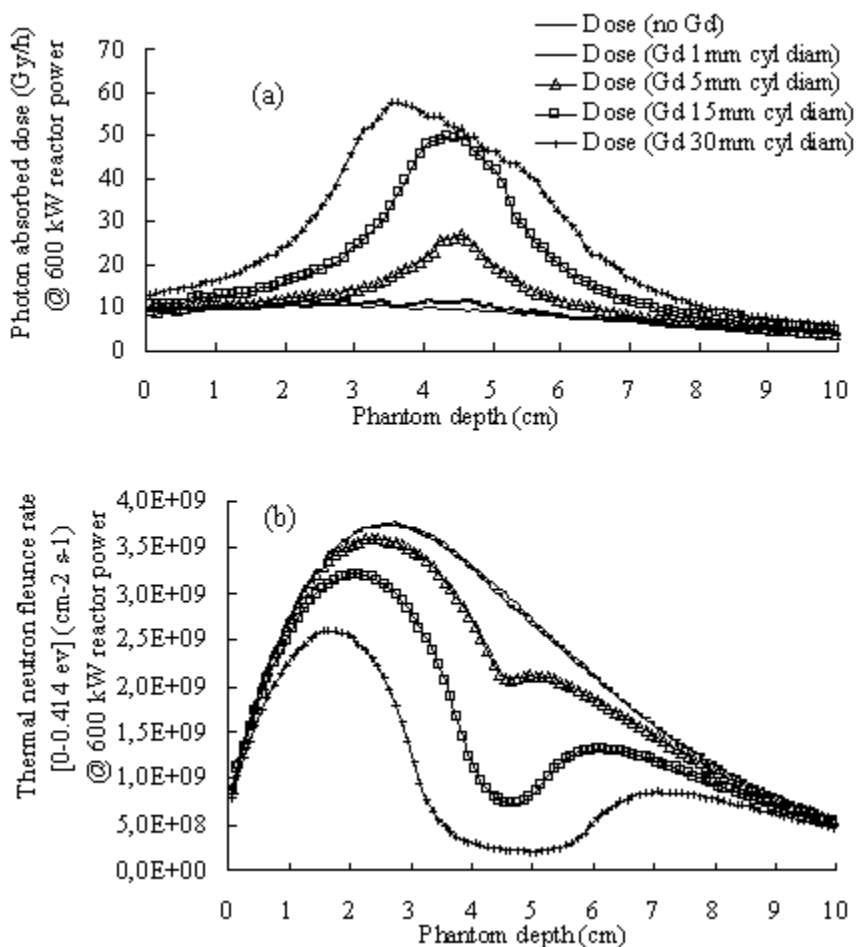 Dose (no Gd)
Dose (Gd 1mm cyl diam)
Dose (Gd 5mm cyl diam)
Dose (Gd 15mm cyl diam)
Dose (Gd 30mm cyl diam)
(a)
Photon absorbed dose (Gy/h)
@ 600 kW reactor power
70
60
50
40
30
20
10
0
0 1 2 3 4 5 6 7 8 9 10
Phantom depth (cm)
(b)
Thermal neutron fleunce rate
[0-0.414 ev] (cm-2 s-1)
@ 600 kW reactor power
4,0E+09
3,5E+09
3,0E+09
2,5E+09
2,0E+09
1,5E+09
1,0E+09
5,0E+08
0,0E+00
0 1 2 3 4 5 6 7 8 9 10
Phantom depth (cm)